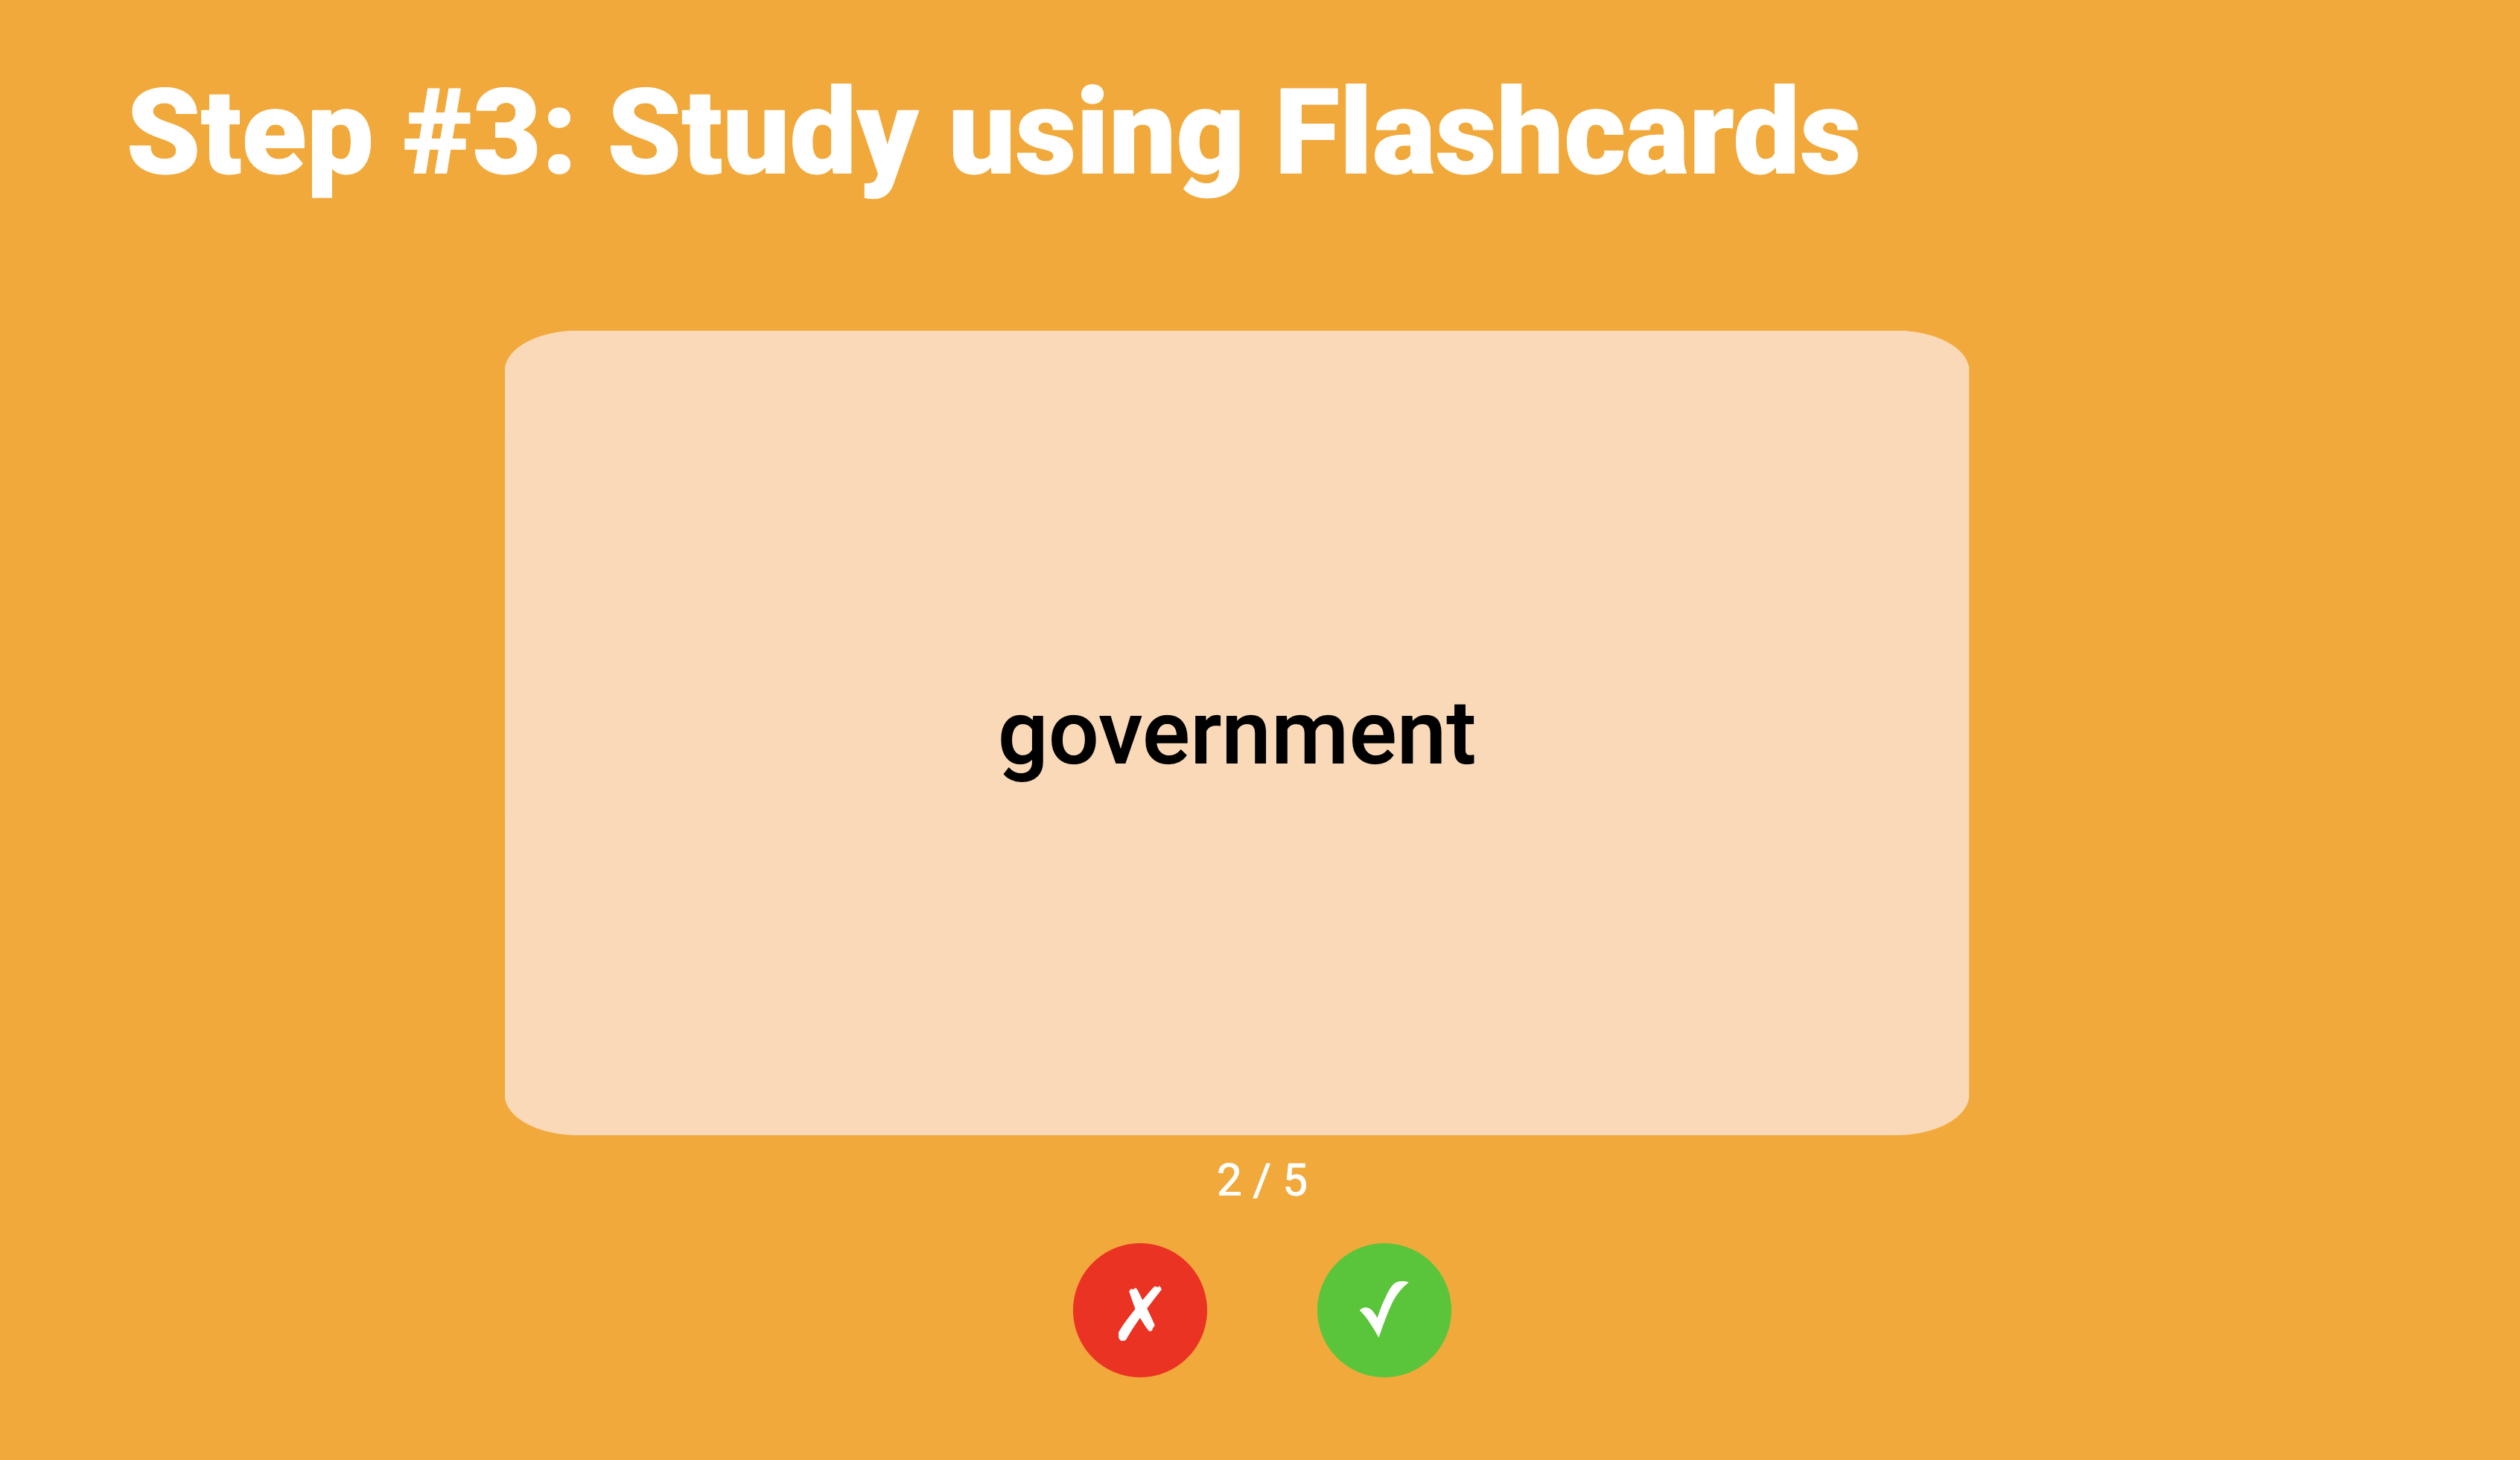 Step #3: Study using Flashcards
government
2 / 5
✗ ✓